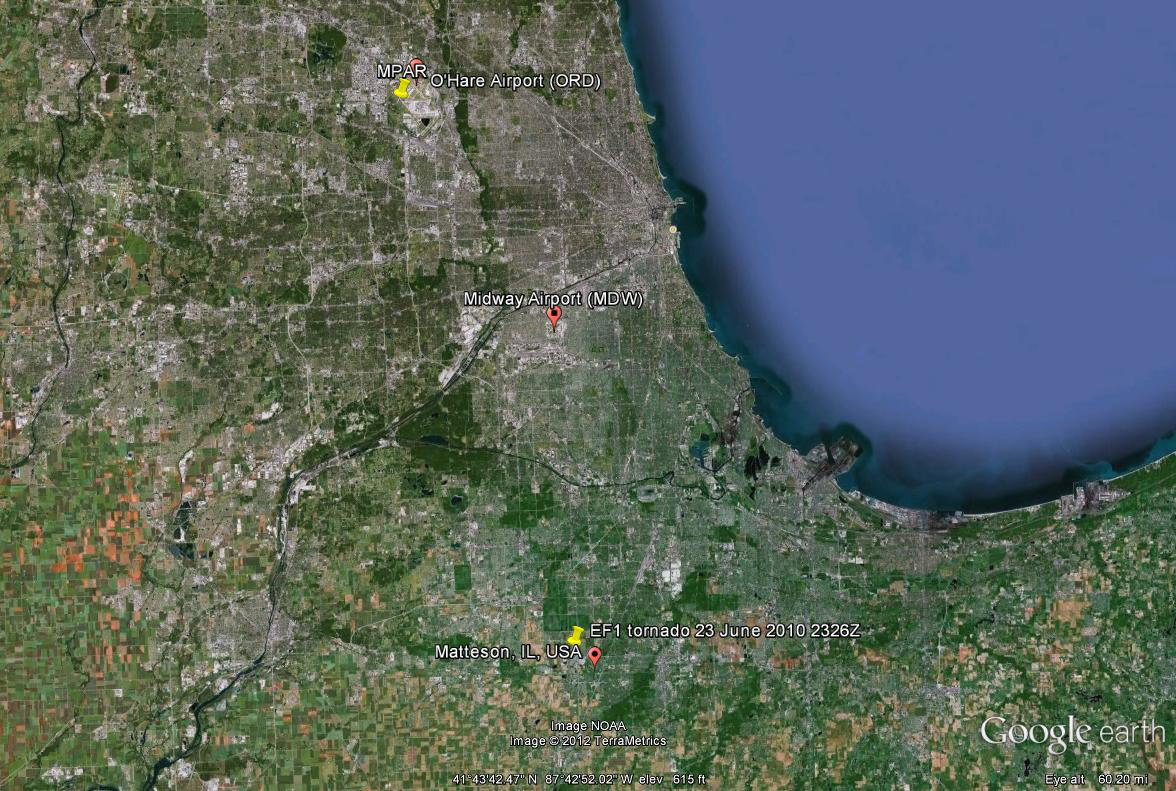 MPAR
O'Hare Airport (ORD)
Midway Airport (MDW)
EF1 tornado 23 June 2010 2326Z
Matteson, IL, USA
Image NOAA
Image © 2012 TerraMetrics
Google earth
41°43'42.47" N 87°42'52.02" W elev 615 ft
Eye alt 60.20 mi